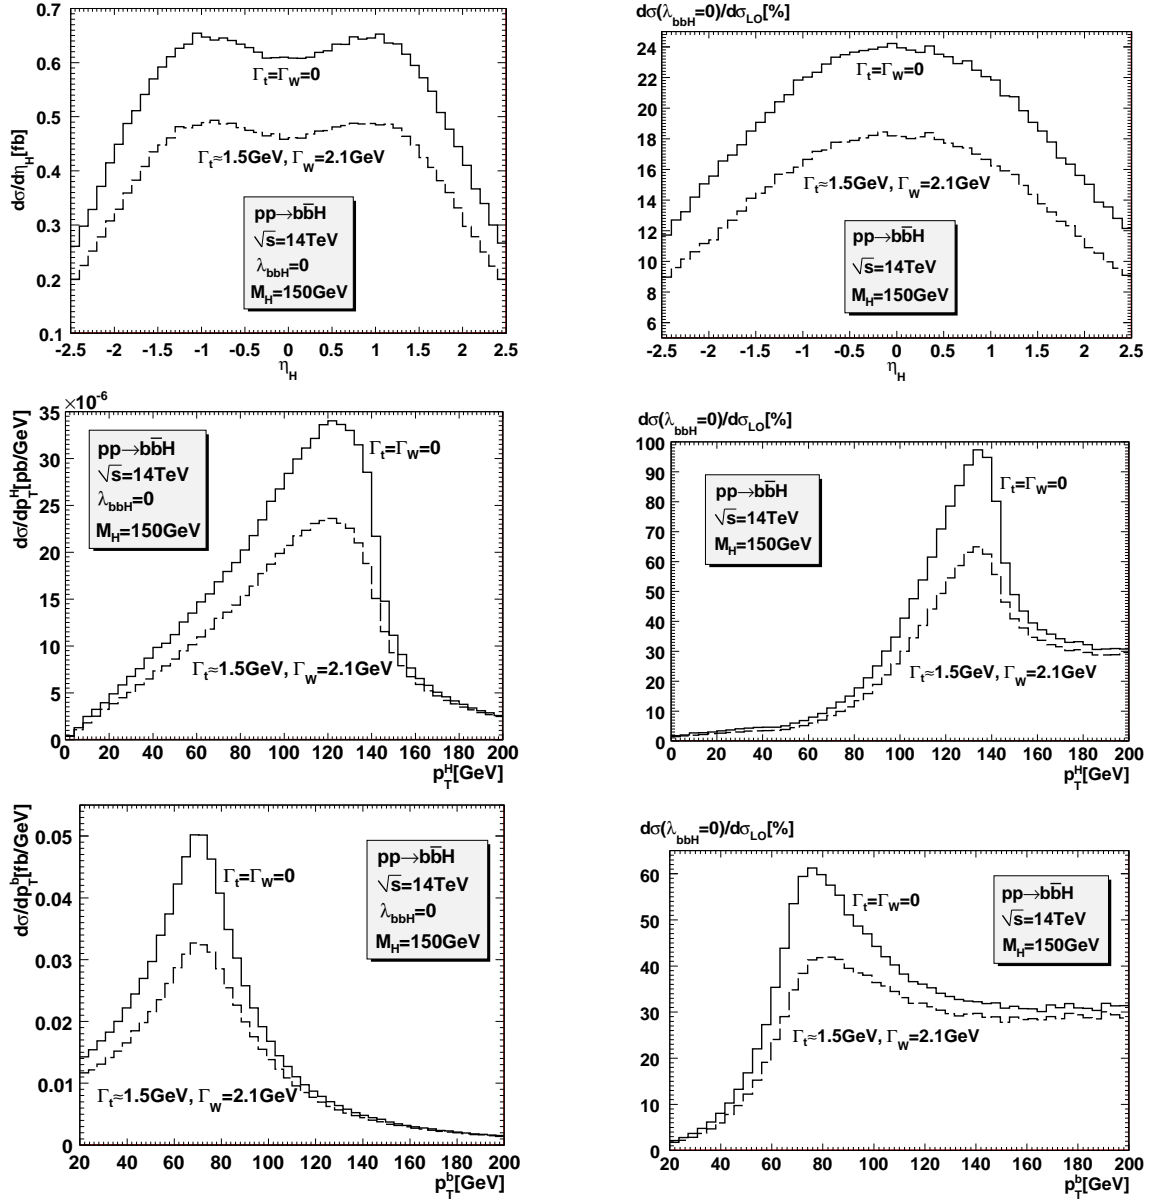 0.7
0.6
0.5
0.4
0.3
0.2
0.1
dσ/dη_H[fb]
Γ_t=Γ_W=0
Γ_t≈1.5GeV, Γ_W=2.1GeV
pp→bb̅H
√s=14TeV
λ_bbH=0
M_H=150GeV
-2.5 -2 -1.5 -1 -0.5 0 0.5 1 1.5 2 2.5
η_H
dσ(λ_bbH=0)/dσ_LO[%]
24
22
20
18
16
14
12
10
8
6
Γ_t=Γ_W=0
Γ_t≈1.5GeV, Γ_W=2.1GeV
pp→bb̅H
√s=14TeV
M_H=150GeV
-2.5 -2 -1.5 -1 -0.5 0 0.5 1 1.5 2 2.5
η_H
×10^-6
35
30
25
20
15
10
5
0
dσ/dp_T^H[pb/GeV]
pp→bb̅H
√s=14TeV
λ_bbH=0
M_H=150GeV
Γ_t=Γ_W=0
Γ_t≈1.5GeV, Γ_W=2.1GeV
0 20 40 60 80 100 120 140 160 180 200
p_T^H[GeV]
dσ(λ_bbH=0)/dσ_LO[%]
100
90
80
70
60
50
40
30
20
10
0
pp→bb̅H
√s=14TeV
M_H=150GeV
Γ_t=Γ_W=0
Γ_t≈1.5GeV, Γ_W=2.1GeV
0 20 40 60 80 100 120 140 160 180 200
p_T^H[GeV]
0.05
0.04
0.03
0.02
0.01
0
dσ/dp_T^b[fb/GeV]
Γ_t=Γ_W=0
pp→bb̅H
√s=14TeV
λ_bbH=0
M_H=150GeV
Γ_t≈1.5GeV, Γ_W=2.1GeV
20 40 60 80 100 120 140 160 180 200
p_T^b[GeV]
dσ(λ_bbH=0)/dσ_LO[%]
60
50
40
30
20
10
0
Γ_t=Γ_W=0
pp→bb̅H
√s=14TeV
M_H=150GeV
Γ_t≈1.5GeV, Γ_W=2.1GeV
20 40 60 80 100 120 140 160 180 200
p_T^b[GeV]